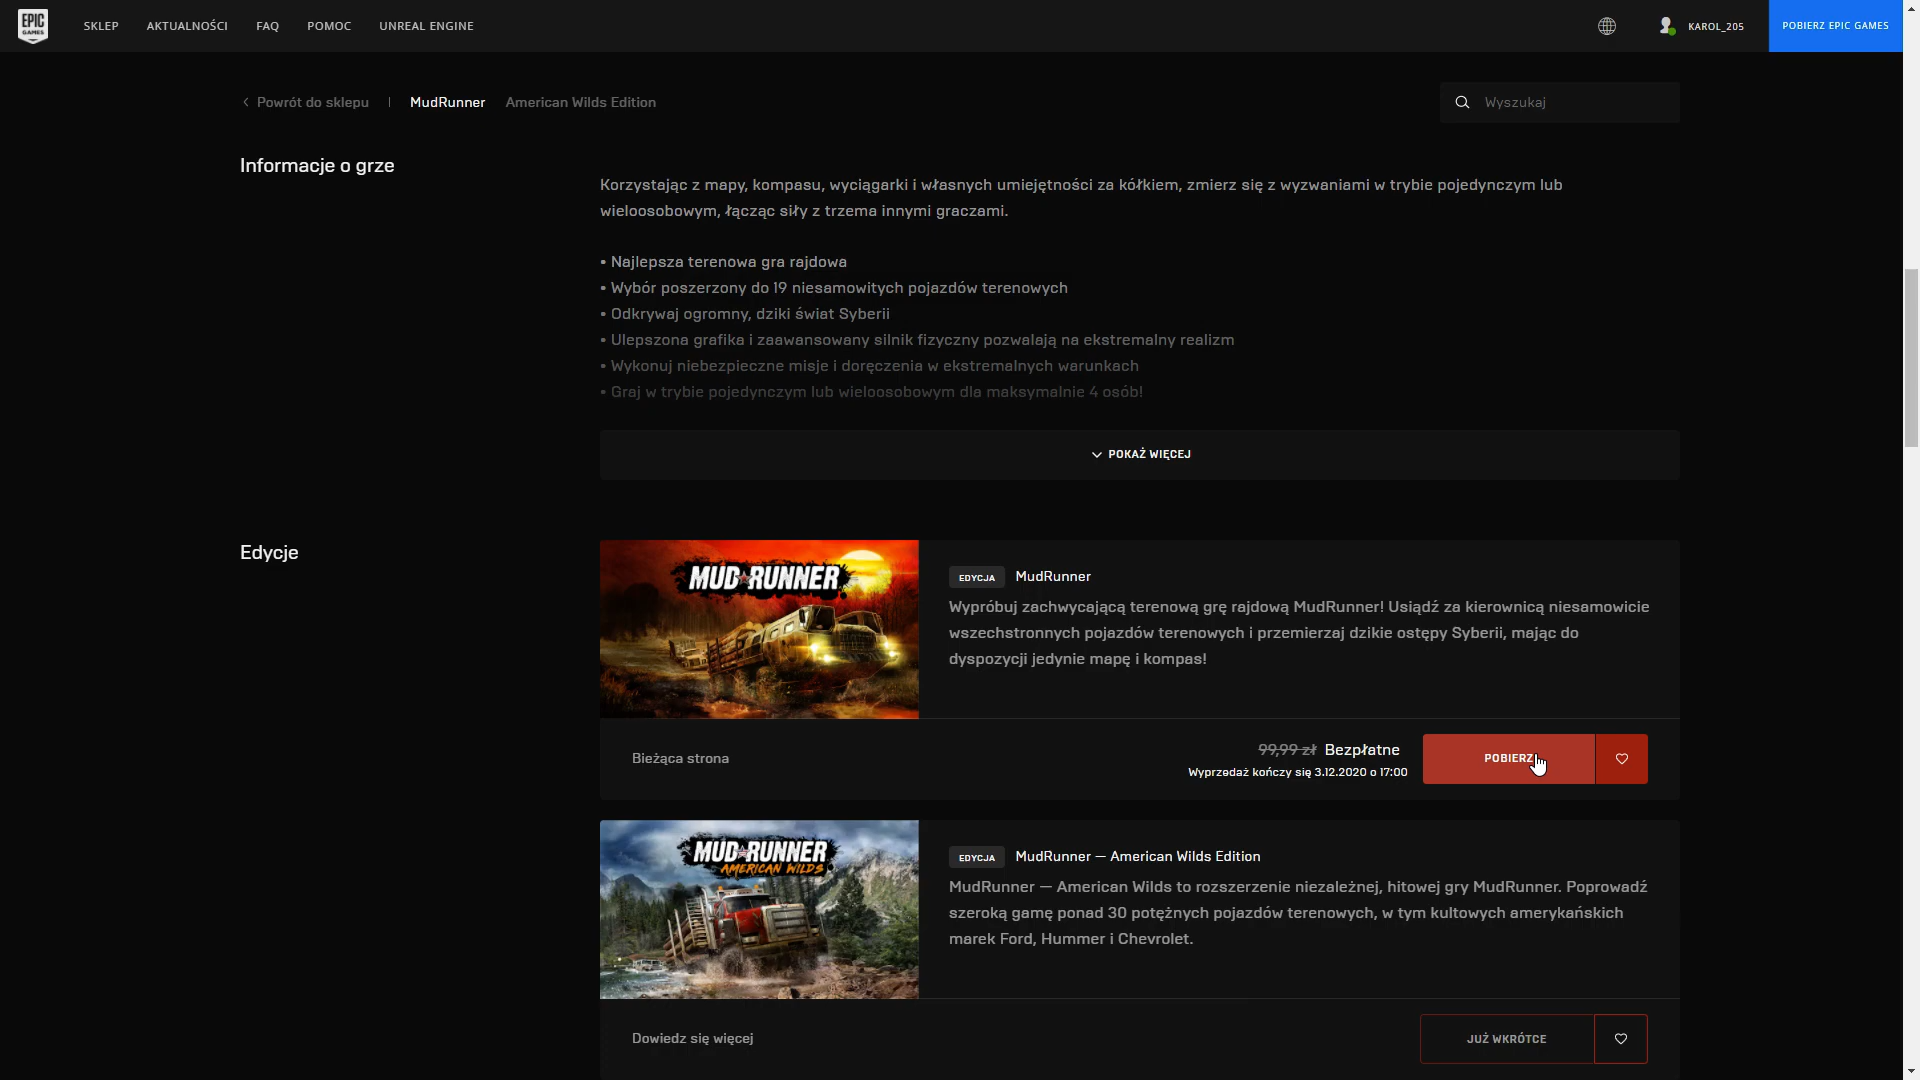 EPIC
GAMES
SKLEP
AKTUALNOŚCI
FAQ
POMOC
UNREAL ENGINE
KAROL_205
POBIERZ EPIC GAMES
Powrót do sklepu
MudRunner
American Wilds Edition
Wyszukaj
Informacje o grze
Korzystając z mapy, kompasu, wyciągarki i własnych umiejętności za kółkiem, zmierz się z wyzwaniami w trybie pojedynczym lub
wieloosobowym, łącząc siły z trzema innymi graczami.
• Najlepsza terenowa gra rajdowa
• Wybór poszerzony do 19 niesamowitych pojazdów terenowych
• Odkrywaj ogromny, dziki świat Syberii
• Ulepszona grafika i zaawansowany silnik fizyczny pozwalają na ekstremalny realizm
• Wykonuj niebezpieczne misje i doręczenia w ekstremalnych warunkach
• Graj w trybie pojedynczym lub wieloosobowym dla maksymalnie 4 osób!
POKAŻ WIĘCEJ
Edycje
MUDRUNNER
EDYCJA MudRunner
Wypróbuj zachwycającą terenową grę rajdową MudRunner! Usiądź za kierownicą niesamowicie
wszechstronnych pojazdów terenowych i przemierzaj dzikie ostępy Syberii, mając do
dyspozycji jedynie mapę i kompas!
Bieżąca strona
99,99 zł Bezpłatne
Wyprzedaż kończy się 3.12.2020 o 17:00
POBIERZ
MUDRUNNER
AMERICAN WILDS
EDYCJA MudRunner — American Wilds Edition
MudRunner — American Wilds to rozszerzenie niezależnej, hitowej gry MudRunner. Poprowadź
szeroką gamę ponad 30 potężnych pojazdów terenowych, w tym kultowych amerykańskich
marek Ford, Hummer i Chevrolet.
Dowiedz się więcej
JUŻ WKRÓTCE